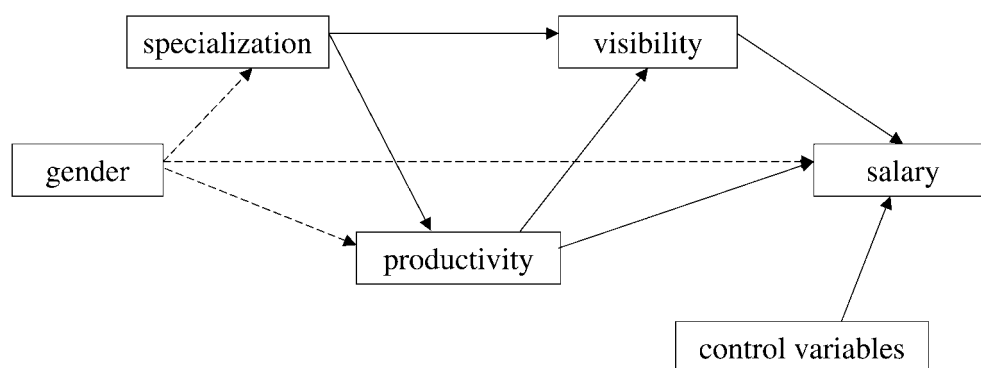 specialization
visibility
gender
salary
productivity
control variables